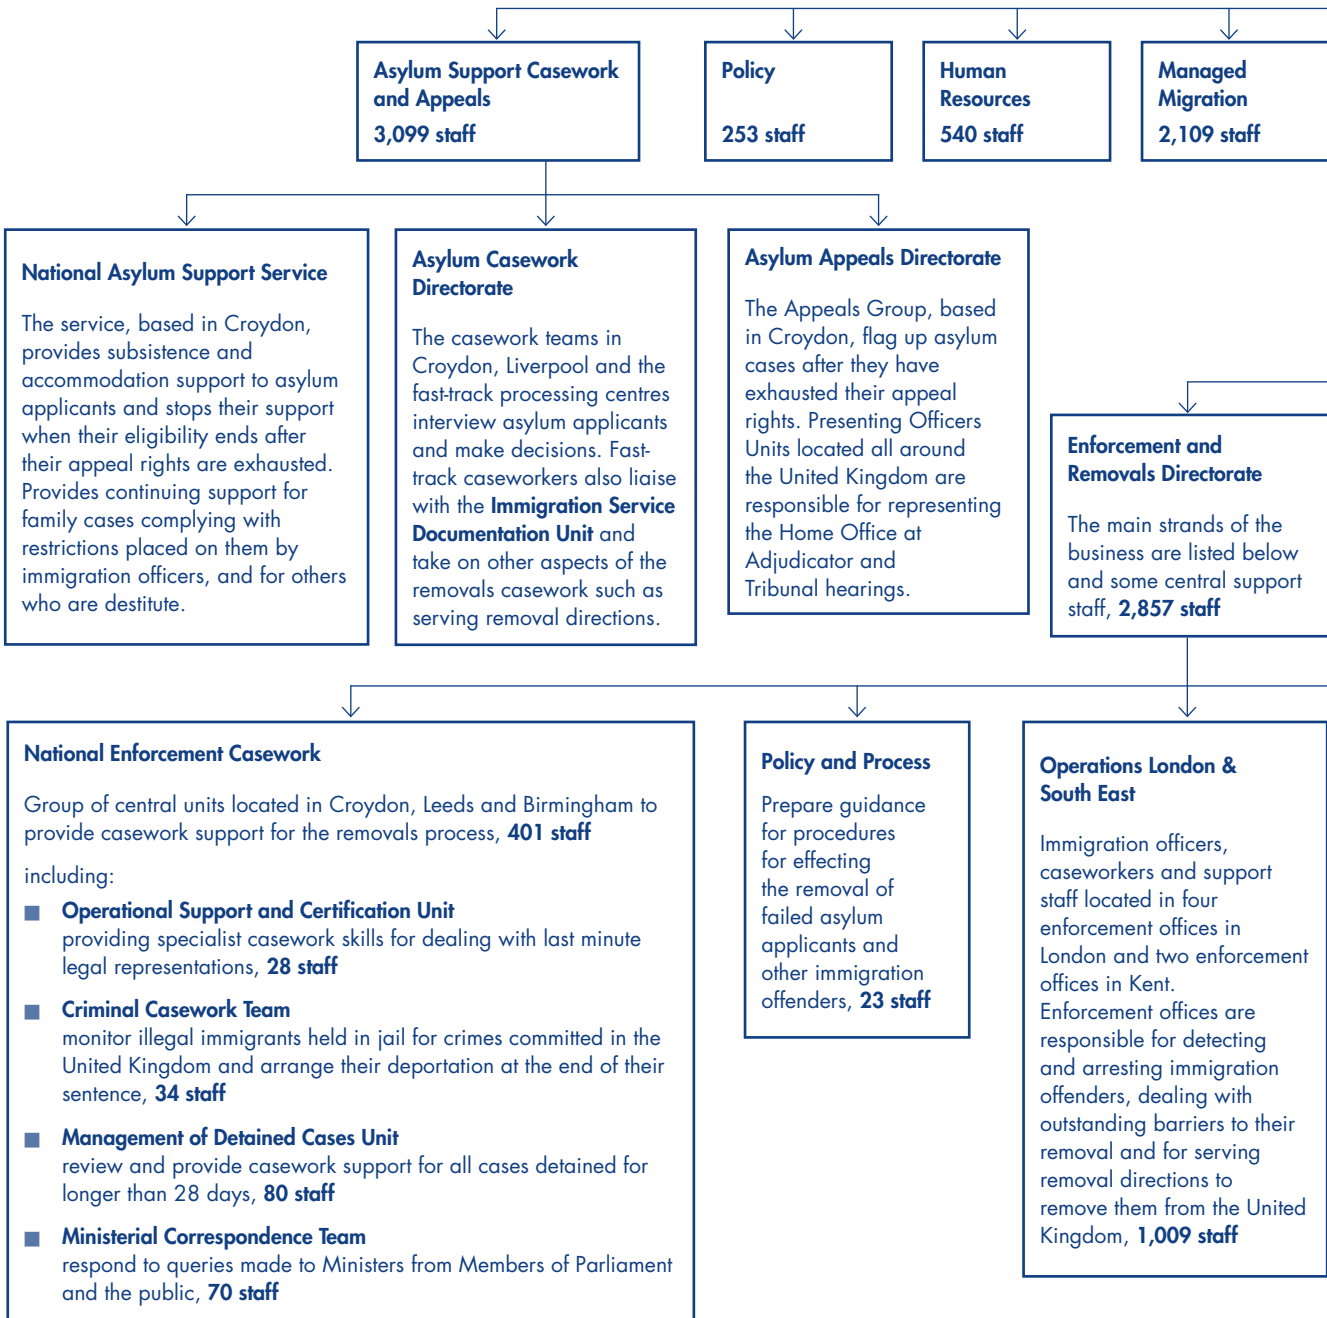 Asylum Support Casework
and Appeals
3,099 staff
Policy
253 staff
Human
Resources
540 staff
Managed
Migration
2,109 staff
National Asylum Support Service
The service, based in Croydon,
provides subsistence and
accommodation support to asylum
applicants and stops their support
when their eligibility ends after
their appeal rights are exhausted.
Provides continuing support for
family cases complying with
restrictions placed on them by
immigration officers, and for others
who are destitute.
Asylum Casework
Directorate
The casework teams in
Croydon, Liverpool and the
fast-track processing centres
interview asylum applicants
and make decisions. Fast-
track caseworkers also liaise
with the Immigration Service
Documentation Unit and
take on other aspects of the
removals casework such as
serving removal directions.
Asylum Appeals Directorate
The Appeals Group, based
in Croydon, flag up asylum
cases after they have
exhausted their appeal
rights. Presenting Officers
Units located all around
the United Kingdom are
responsible for representing
the Home Office at
Adjudicator and
Tribunal hearings.
Enforcement and
Removals Directorate
The main strands of the
business are listed below
and some central support
staff, 2,857 staff
National Enforcement Casework
Group of central units located in Croydon, Leeds and Birmingham to
provide casework support for the removals process, 401 staff
including:
Operational Support and Certification Unit
providing specialist casework skills for dealing with last minute
legal representations, 28 staff
Criminal Casework Team
monitor illegal immigrants held in jail for crimes committed in the
United Kingdom and arrange their deportation at the end of their
sentence, 34 staff
Management of Detained Cases Unit
review and provide casework support for all cases detained for
longer than 28 days, 80 staff
Ministerial Correspondence Team
respond to queries made to Ministers from Members of Parliament
and the public, 70 staff
Policy and Process
Prepare guidance
for procedures
for effecting
the removal of
failed asylum
applicants and
other immigration
offenders, 23 staff
Operations London &
South East
Immigration officers,
caseworkers and support
staff located in four
enforcement offices in
London and two enforcement
offices in Kent.
Enforcement offices are
responsible for detecting
and arresting immigration
offenders, dealing with
outstanding barriers to their
removal and for serving
removal directions to
remove them from the United
Kingdom, 1,009 staff